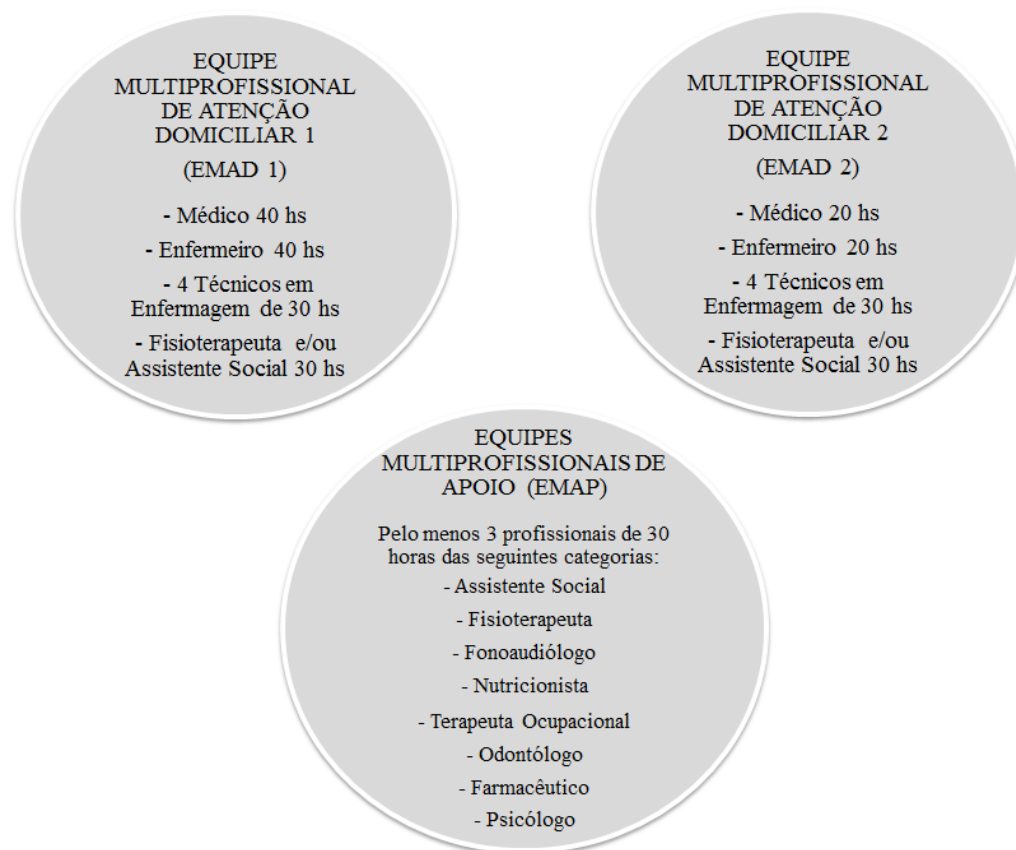 EQUIPE
MULTIPROFISSIONAL
DE ATENÇÃO
DOMICILIAR 1
(EMAD 1)
- Médico 40 hs
- Enfermeiro 40 hs
- 4 Técnicos em
Enfermagem de 30 hs
- Fisioterapeuta e/ou
Assistente Social 30 hs
EQUIPE
MULTIPROFISSIONAL
DE ATENÇÃO
DOMICILIAR 2
(EMAD 2)
- Médico 20 hs
- Enfermeiro 20 hs
- 4 Técnicos em
Enfermagem de 30 hs
- Fisioterapeuta e/ou
Assistente Social 30 hs
EQUIPES
MULTIPROFISSIONAIS DE
APOIO (EMAP)
Pelo menos 3 profissionais de 30
horas das seguintes categorias:
- Assistente Social
- Fisioterapeuta
- Fonoaudiólogo
- Nutricionista
- Terapeuta Ocupacional
- Odontólogo
- Farmacêutico
- Psicólogo